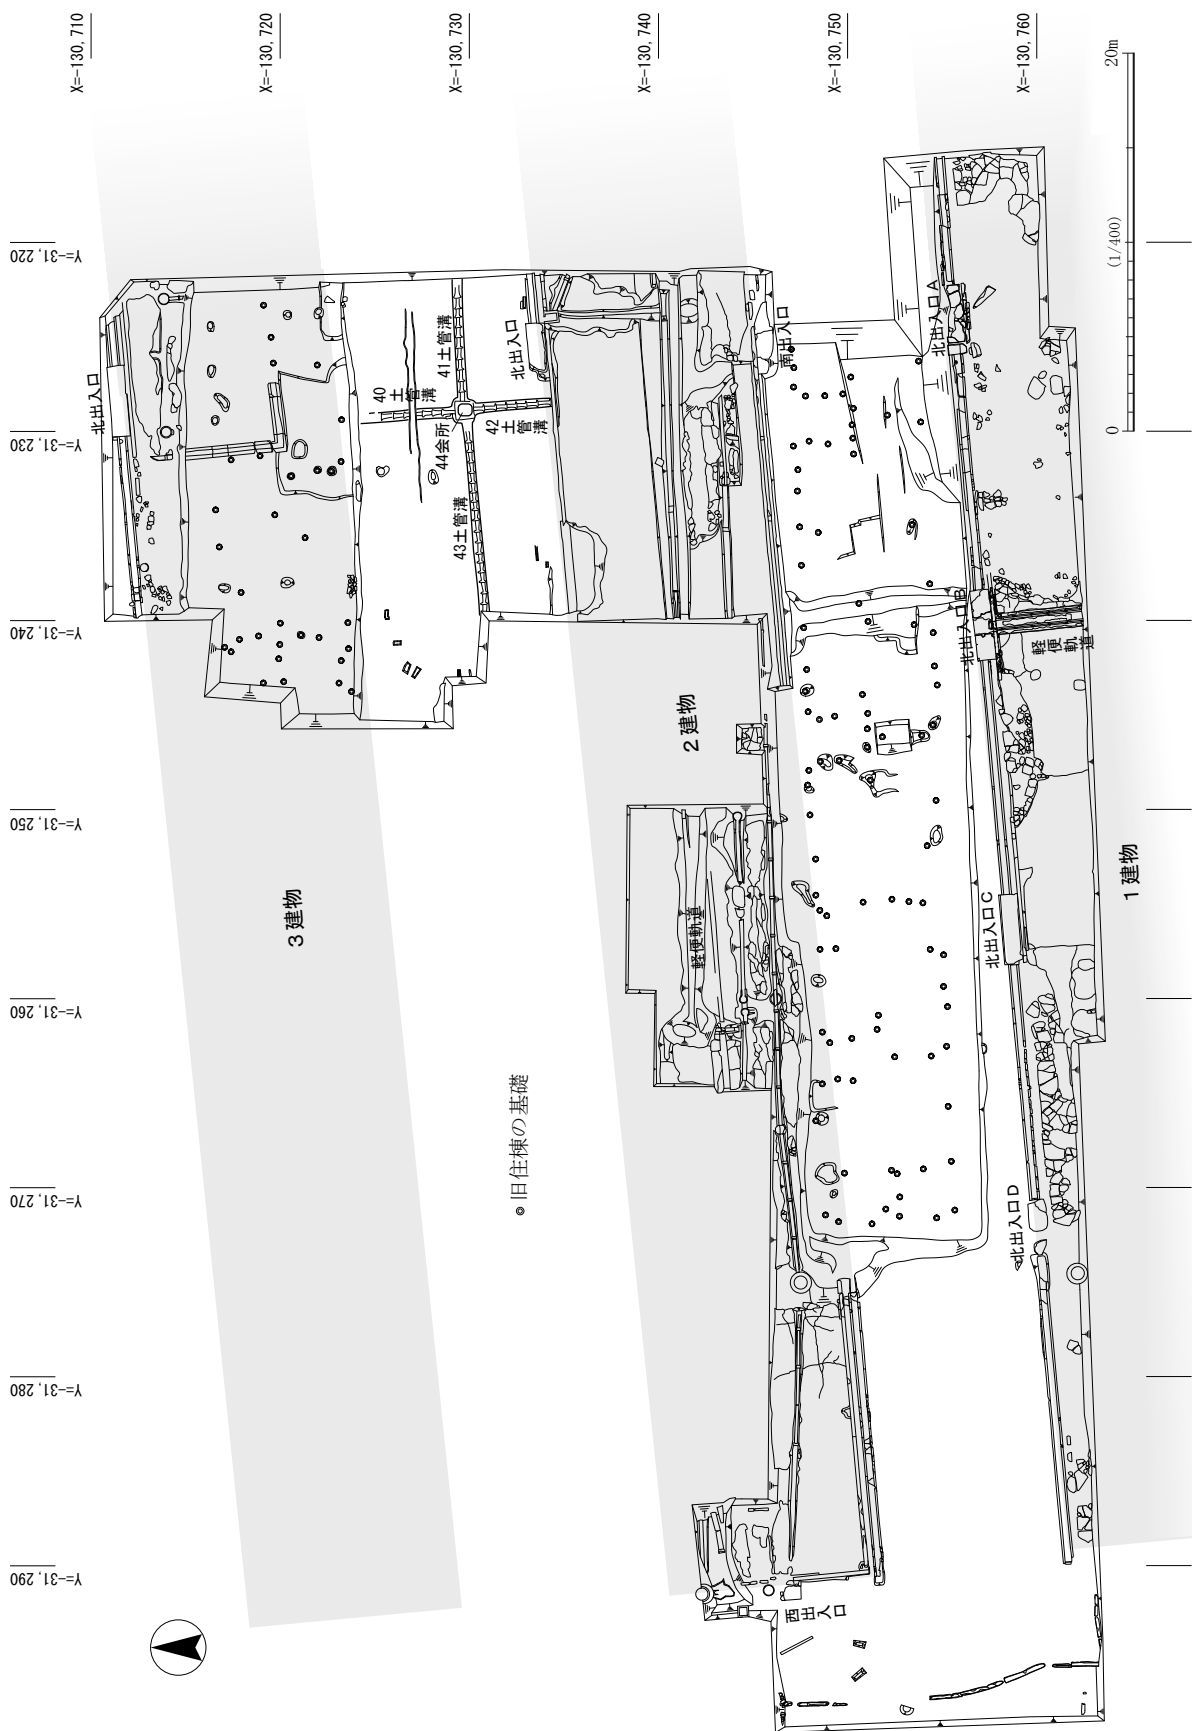 X=-130,710
X=-130,720
X=-130,730
X=-130,740
X=-130,750
X=-130,760
20m
(1/400)
0
Y=-31,220
Y=-31,230
Y=-31,240
Y=-31,250
Y=-31,260
Y=-31,270
Y=-31,280
Y=-31,290
北出入口
40土管溝
41土管溝
44会所
42土管溝
43土管溝
北出入口
南出入口
北出入口A
北出入口B
軽便軌道
2建物
3建物
軽便軌道
北出入口C
1建物
旧住棟の基礎
北出入口D
西出入口